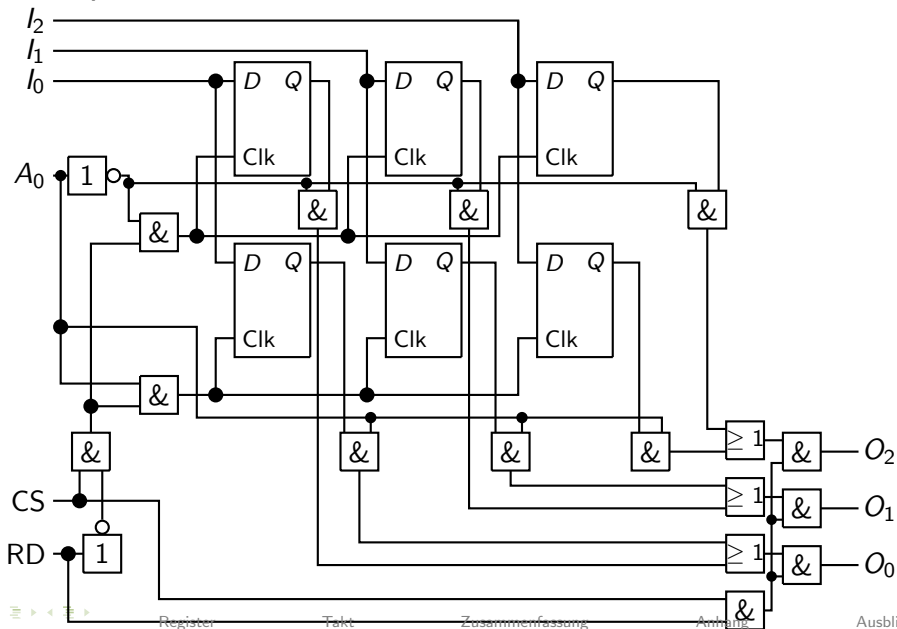 I₂
I₁
I₀
D Q D Q D Q
Clk Clk Clk
A₀ 1
& & &
&
D Q D Q D Q
Clk Clk Clk
&
≥ 1
& & & & & O₂
CS
≥ 1 & O₁
RD 1
≥ 1 & O₀
&
Register Takt Zusammenfassung Anhang Ausbli